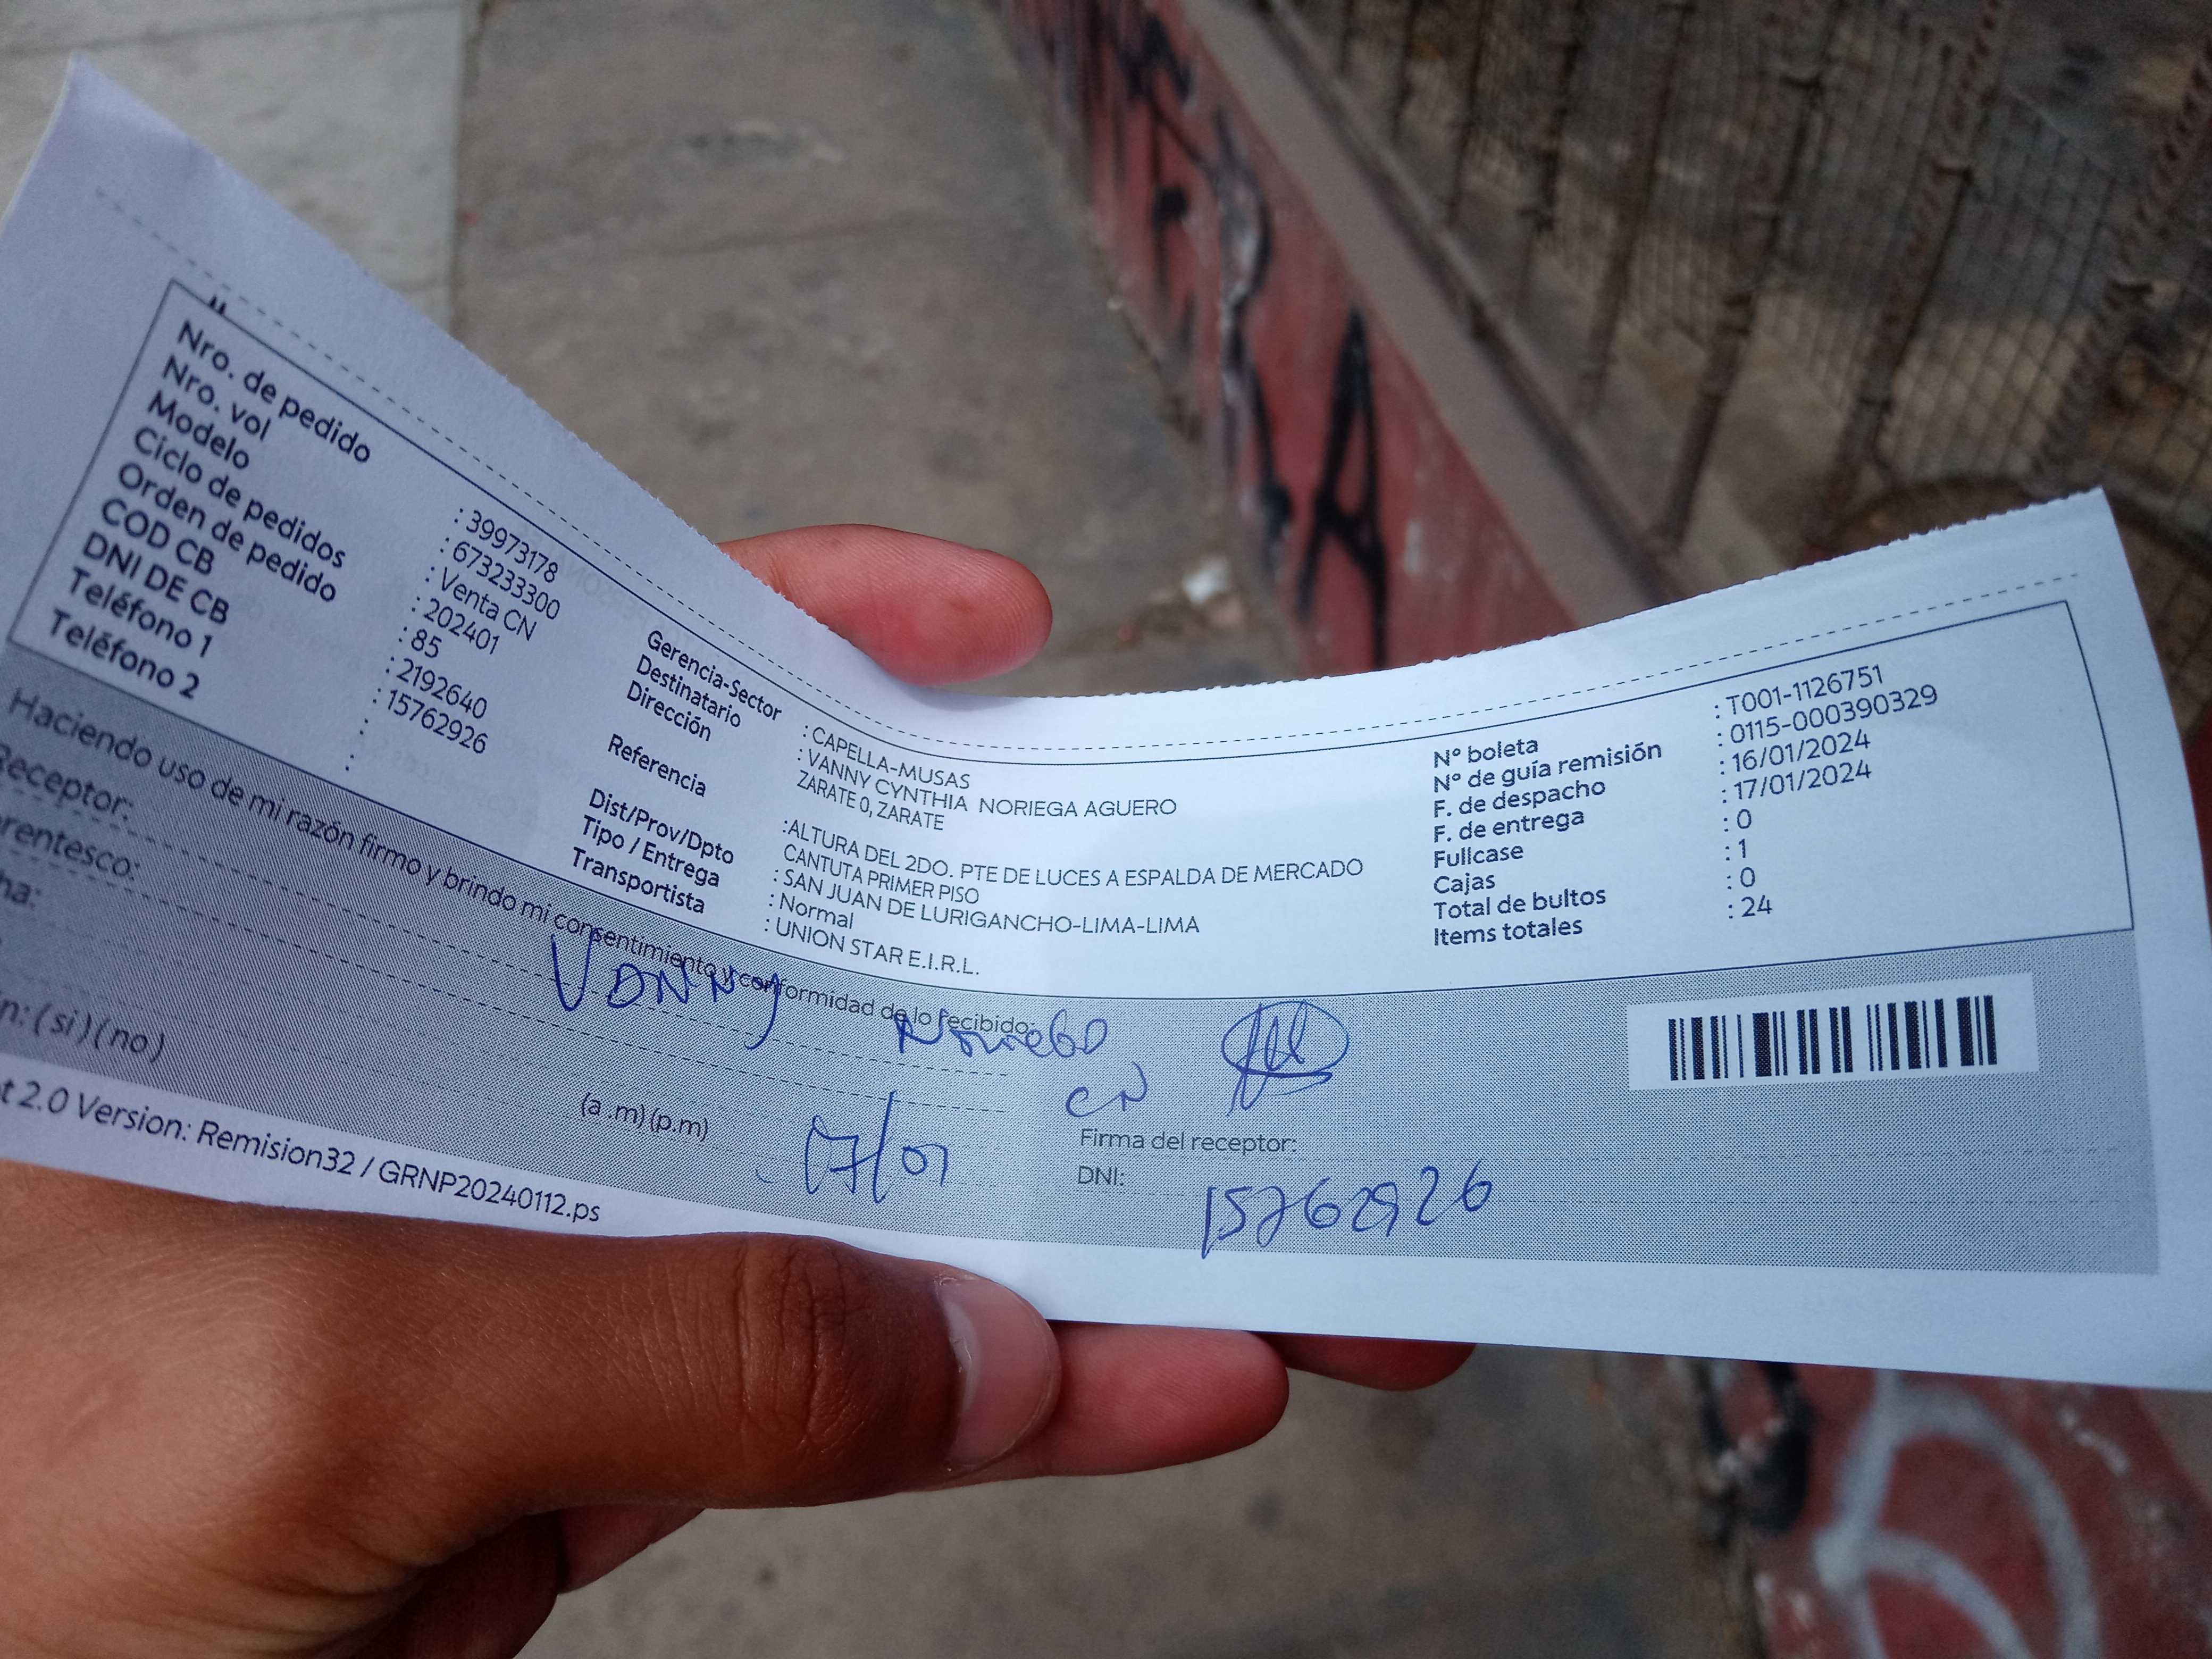 Nro. de pedido : 39973178
Nro. vol : 673233300
Modelo : Venta CN
Ciclo de pedidos : 202401
Orden de pedido : 85
COD CB : 2192640
DNI DE CB : 15762926
Teléfono 1 :
Teléfono 2 :
Gerencia-Sector : CAPELLA-MUSAS
Destinatario : VANNY CYNTHIA NORIEGA AGUERO
Dirección ZARATE 0, ZARATE
Referencia :ALTURA DEL 2DO. PTE DE LUCES A ESPALDA DE MERCADO
CANTUTA PRIMER PISO
Dist/Prov/Dpto : SAN JUAN DE LURIGANCHO-LIMA-LIMA
Tipo / Entrega : Normal
Transportista : UNION STAR E.I.R.L.
N° boleta : T001-1126751
N° de guía remisión : 0115-000390329
F. de despacho : 16/01/2024
F. de entrega : 17/01/2024
Fullcase : 0
Cajas : 1
Total de bultos : 0
Items totales : 24
Haciendo uso de mi razón firmo y brindo mi consentimiento y conformidad de lo recibido:
Receptor: Vanny Noriega
rentesco: CN
ha: 17/01
(a .m)(p.m)
n: ( si ) ( no )
Firma del receptor:
DNI: 15762926
t 2.0 Version: Remision32 / GRNP20240112.ps